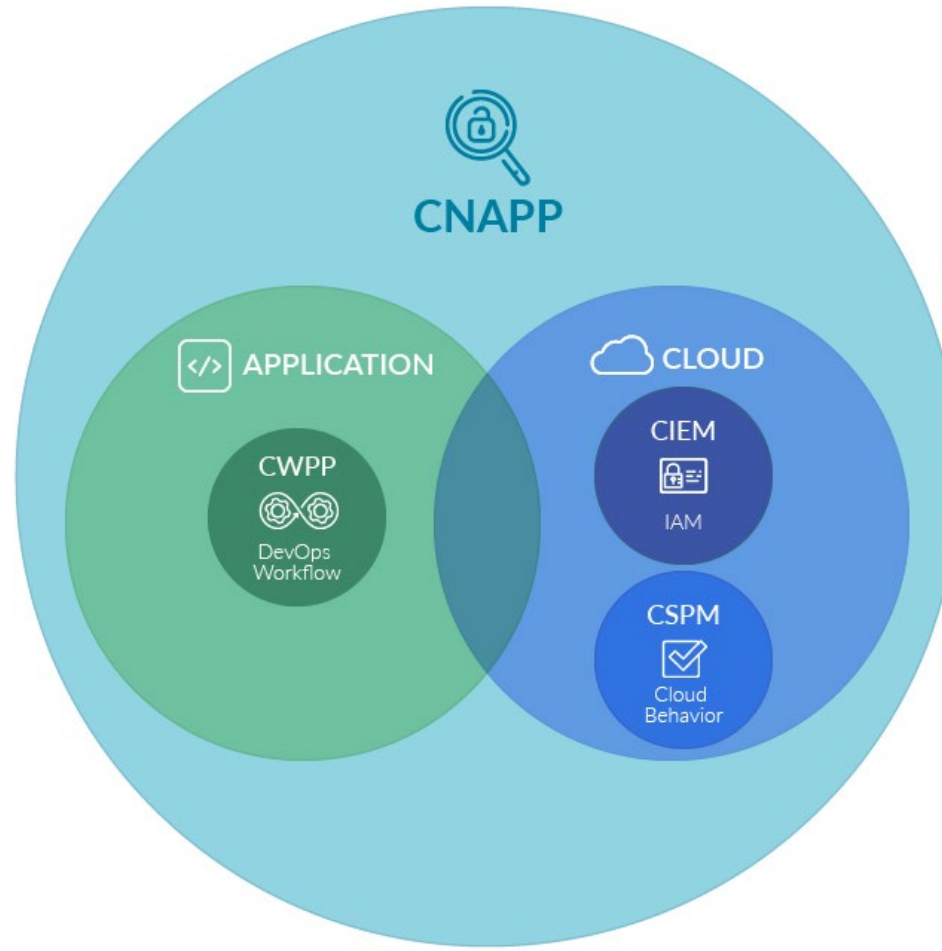 CNAPP
</> APPLICATION
CWPP
DevOps
Workflow
CLOUD
CIEM
IAM
CSPM
Cloud
Behavior